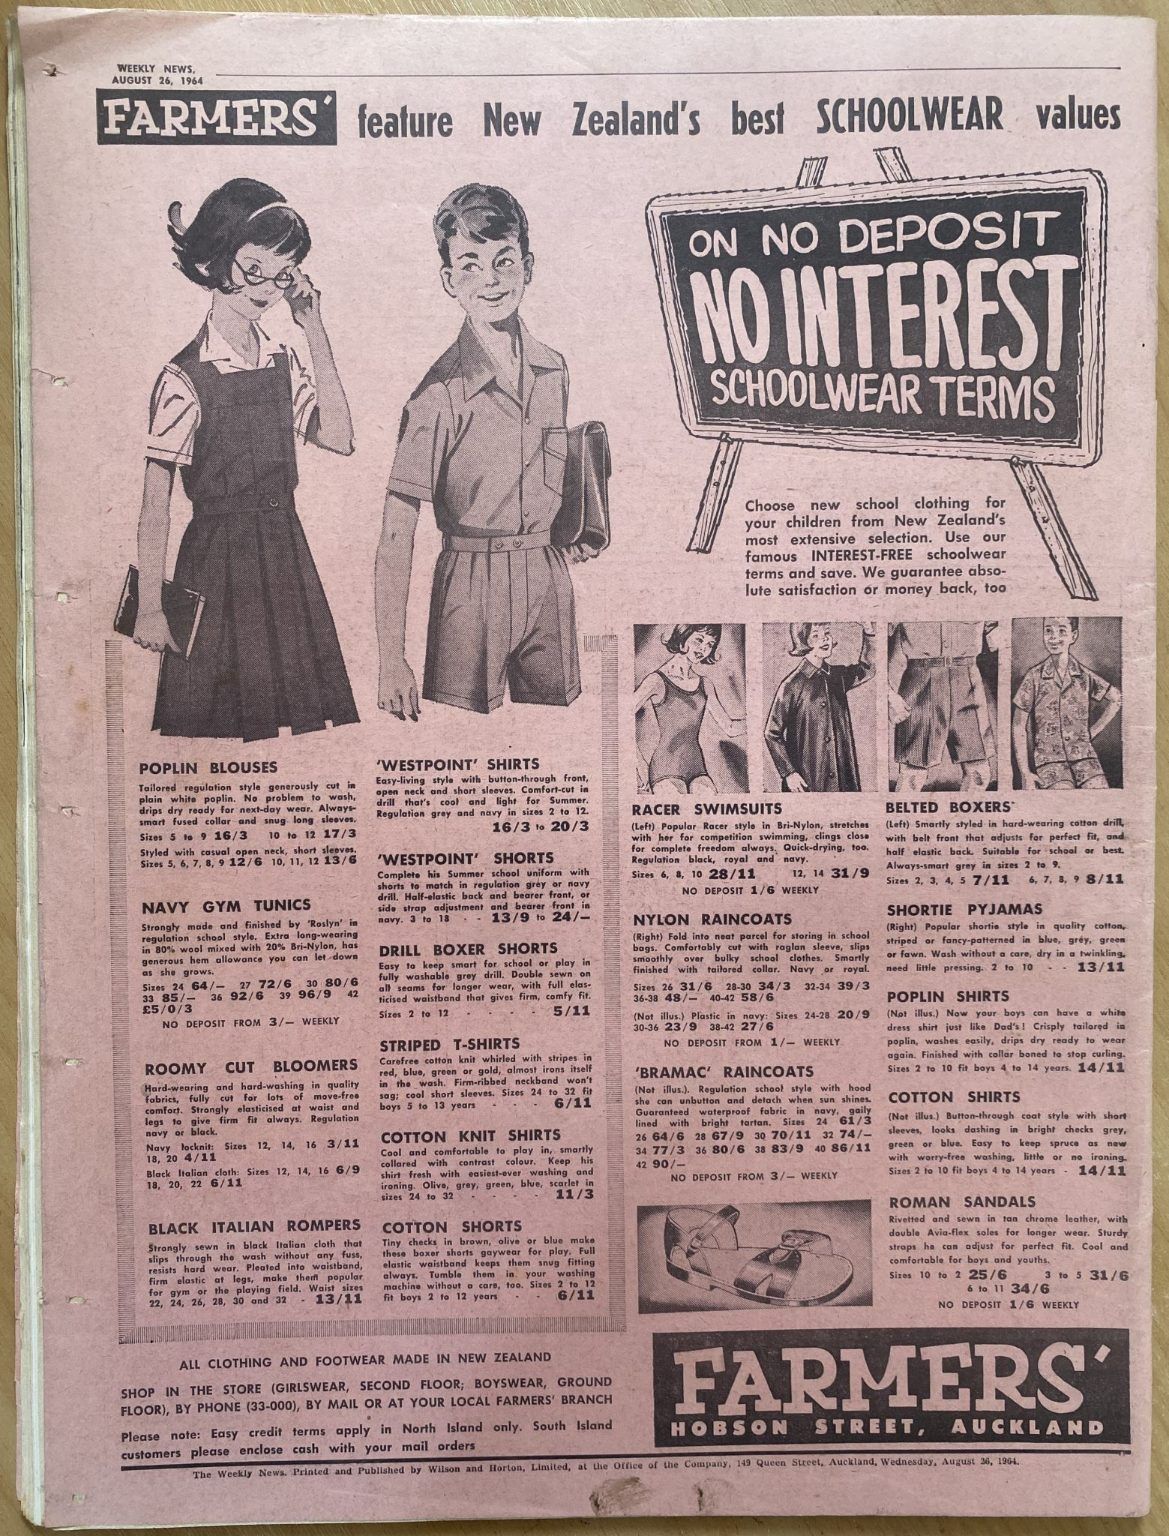 WEEKLY NEWS,
AUGUST 26, 1964
FARMERS' feature New Zealand's best SCHOOLWEAR values
ON NO DEPOSIT
NO INTEREST
SCHOOLWEAR TERMS
Choose new school clothing for
your children from New Zealand's
most extensive selection. Use our
famous INTEREST-FREE schoolwear
terms and save. We guarantee abso-
lute satisfaction or money back, too
POPLIN BLOUSES
Tailored regulation style generously cut in
plain white poplin. No problem to wash,
drips dry ready for next-day wear. Always-
smart fused collar and snug long sleeves.
Sizes 5 to 9 16/3 10 to 12 17/3
Styled with casual open neck, short sleeves.
Sizes 5, 6, 7, 8, 9 12/6 10, 11, 12 13/6
NAVY GYM TUNICS
Strongly made and finished by 'Roslyn' in
regulation school style. Extra long-wearing
in 80% wool mixed with 20% Bri-Nylon, has
generous hem allowance you can let down
as she grows.
Sizes 24 64/— 27 72/6 30 80/6
33 85/— 36 92/6 39 96/9 42
£5/0/3
NO DEPOSIT FROM 3/— WEEKLY
ROOMY CUT BLOOMERS
Hard-wearing and hard-washing in quality
fabrics, fully cut for lots of move-free
comfort. Strongly elasticised at waist and
legs to give firm fit always. Regulation
navy or black.
Navy locknit: Sizes 12, 14, 16 3/11
18, 20 4/11
Black Italian cloth: Sizes 12, 14, 16 6/9
18, 20, 22 6/11
BLACK ITALIAN ROMPERS
Strongly sewn in black Italian cloth that
slips through the wash without any fuss,
resists hard wear. Pleated into waistband,
firm elastic at legs, make them popular
for gym or the playing field. Waist sizes
22, 24, 26, 28, 30 and 32 - 13/11
'WESTPOINT' SHIRTS
Easy-living style with button-through front,
open neck and short sleeves. Comfort-cut in
drill that's cool and light for Summer.
Regulation grey and navy in sizes 2 to 12.
16/3 to 20/3
'WESTPOINT' SHORTS
Complete his Summer school uniform with
shorts to match in regulation grey or navy
drill. Half-elastic back and bearer front, or
side strap adjustment and bearer front in
navy. 3 to 18 - - 13/9 to 24/—
DRILL BOXER SHORTS
Easy to keep smart for school or play in
fully washable grey drill. Double sewn on
all seams for longer wear, with full elas-
ticised waistband that gives firm, comfy fit.
Sizes 2 to 12 - - - - 5/11
STRIPED T-SHIRTS
Carefree cotton knit whirled with stripes in
red, blue, green or gold, almost irons itself
in the wash. Firm-ribbed neckband won't
sag; cool short sleeves. Sizes 24 to 32 fit
boys 5 to 13 years - - - 6/11
COTTON KNIT SHIRTS
Cool and comfortable to play in, smartly
collared with contrast colour. Keep his
shirt fresh with easiest-ever washing and
ironing. Olive, grey, green, blue, scarlet in
sizes 24 to 32 - - - - 11/3
COTTON SHORTS
Tiny checks in brown, olive or blue make
these boxer shorts gaywear for play. Full
elastic waistband keeps them snug fitting
always. Tumble them in your washing
machine without a care, too. Sizes 2 to 12
fit boys 2 to 12 years - - 6/11
RACER SWIMSUITS
(Left) Popular Racer style in Bri-Nylon, stretches
with her for competition swimming, clings close
for complete freedom always. Quick-drying, too.
Regulation black, royal and navy.
Sizes 6, 8, 10 28/11 12, 14 31/9
NO DEPOSIT 1/6 WEEKLY
NYLON RAINCOATS
(Right) Fold into neat parcel for storing in school
bags. Comfortably cut with raglan sleeve, slips
smoothly over bulky school clothes. Smartly
finished with tailored collar. Navy or royal.
Sizes 26 31/6 28-30 34/3 32-34 39/3
36-38 48/— 40-42 58/6
(Not illus.) Plastic in navy: Sizes 24-28 20/9
30-36 23/9 38-42 27/6
NO DEPOSIT FROM 1/— WEEKLY
'BRAMAC' RAINCOATS
(Not illus.). Regulation school style with hood
she can unbutton and detach when sun shines.
Guaranteed waterproof fabric in navy, gaily
lined with bright tartan. Sizes 24 61/3
26 64/6 28 67/9 30 70/11 32 74/—
34 77/3 36 80/6 38 83/9 40 86/11
42 90/—
NO DEPOSIT FROM 3/— WEEKLY
BELTED BOXERS
(Left) Smartly styled in hard-wearing cotton drill,
with belt front that adjusts for perfect fit, and
half elastic back. Suitable for school or best.
Always-smart grey in sizes 2 to 9.
Sizes 2, 3, 4, 5 7/11 6, 7, 8, 9 8/11
SHORTIE PYJAMAS
(Right) Popular shortie style in quality cotton,
striped or fancy-patterned in blue, grey, green
or fawn. Wash without a care, dry in a twinkling,
need little pressing. 2 to 10 - - 13/11
POPLIN SHIRTS
(Not illus.) Now your boys can have a white
dress shirt just like Dad's! Crisply tailored in
poplin, washes easily, drips dry ready to wear
again. Finished with collar boned to stop curling.
Sizes 2 to 10 fit boys 4 to 14 years. 14/11
COTTON SHIRTS
(Not illus.) Button-through coat style with short
sleeves, looks dashing in bright checks grey,
green or blue. Easy to keep spruce as new
with worry-free washing, little or no ironing.
Sizes 2 to 10 fit boys 4 to 14 years - 14/11
ROMAN SANDALS
Rivetted and sewn in tan chrome leather, with
double Avia-flex soles for longer wear. Sturdy
straps he can adjust for perfect fit. Cool and
comfortable for boys and youths.
Sizes 10 to 2 25/6 3 to 5 31/6
6 to 11 34/6
NO DEPOSIT 1/6 WEEKLY
ALL CLOTHING AND FOOTWEAR MADE IN NEW ZEALAND
SHOP IN THE STORE (GIRLSWEAR, SECOND FLOOR; BOYSWEAR, GROUND
FLOOR), BY PHONE (33-000), BY MAIL OR AT YOUR LOCAL FARMERS' BRANCH
Please note: Easy credit terms apply in North Island only. South Island
customers please enclose cash with your mail orders
FARMERS'
HOBSON STREET, AUCKLAND
The Weekly News. Printed and Published by Wilson and Horton, Limited, at the Office of the Company, 149 Queen Street, Auckland, Wednesday, August 26, 1964.